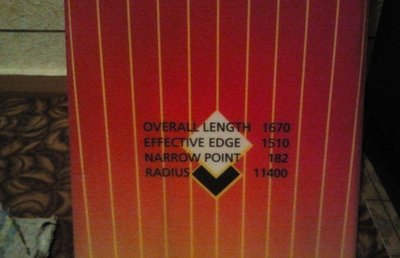 OVERALL LENGTH 1670
EFFECTIVE EDGE 1510
NARROW POINT 182
RADIUS 11400